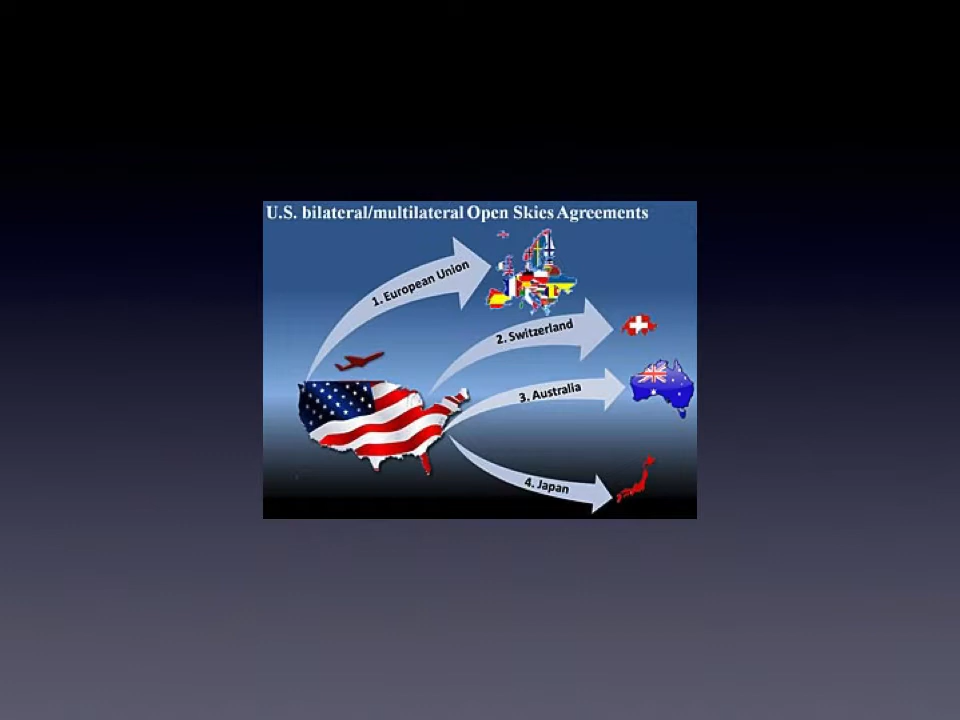 U.S. bilateral/multilateral Open Skies Agreements
1. European Union
2. Switzerland
3. Australia
4. Japan